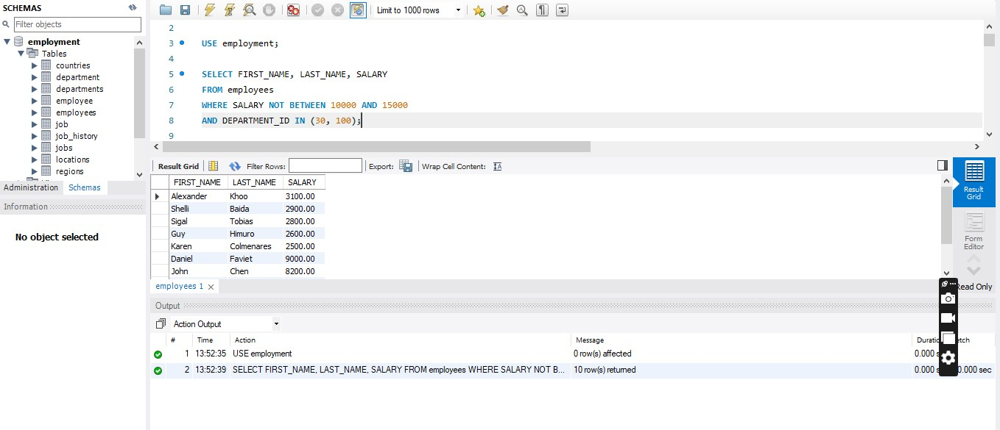 SCHEMAS
Filter objects
employment
Tables
countries
department
departments
employee
employees
job
job_history
jobs
locations
regions
Administration Schemas
Information
No object selected
Limit to 1000 rows
2
3 USE employment;
4
5 SELECT FIRST_NAME, LAST_NAME, SALARY
6 FROM employees
7 WHERE SALARY NOT BETWEEN 10000 AND 15000
8 AND DEPARTMENT_ID IN (30, 100);
9
Result Grid Filter Rows: Export: Wrap Cell Content:
FIRST_NAME LAST_NAME SALARY
Alexander Khoo 3100.00
Shelli Baida 2900.00
Sigal Tobias 2800.00
Guy Himuro 2600.00
Karen Colmenares 2500.00
Daniel Faviet 9000.00
John Chen 8200.00
Result
Grid
Form
Editor
employees 1
Read Only
Output
Action Output
# Time Action Message
1 13:52:35 USE employment 0 row(s) affected 0.000
2 13:52:39 SELECT FIRST_NAME, LAST_NAME, SALARY FROM employees WHERE SALARY NOT B... 10 row(s) returned 0.000 0.000 sec